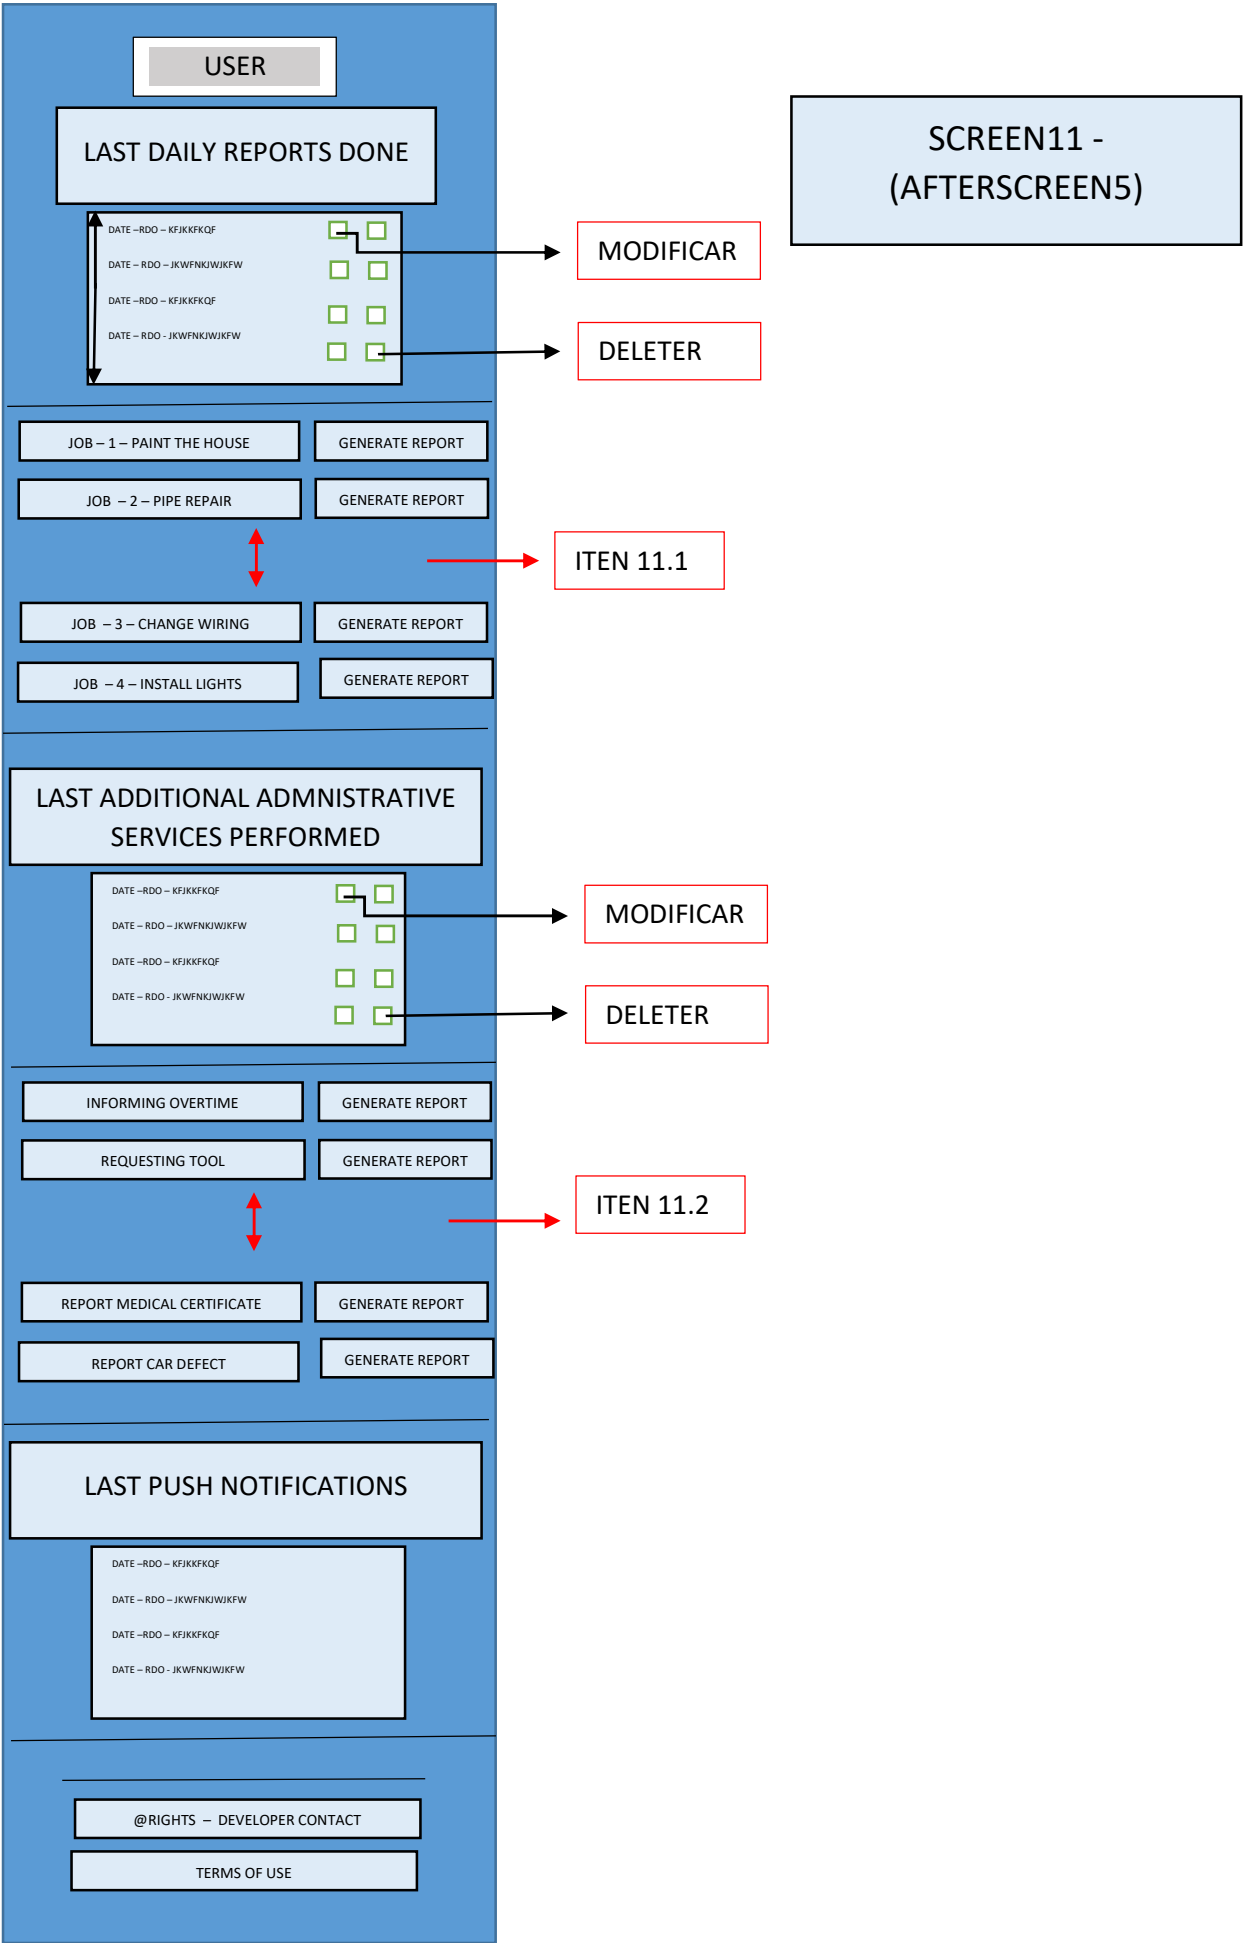 USER
LAST DAILY REPORTS DONE
SCREEN11 -
(AFTERSCREEN5)
DATE –RDO – KFJKKFKQF
DATE – RDO – JKWFNKJWJKFW
DATE –RDO – KFJKKFKQF
DATE – RDO - JKWFNKJWJKFW
MODIFICAR
DELETER
JOB – 1 – PAINT THE HOUSE
GENERATE REPORT
JOB – 2 – PIPE REPAIR
GENERATE REPORT
ITEN 11.1
JOB – 3 – CHANGE WIRING
GENERATE REPORT
JOB – 4 – INSTALL LIGHTS
GENERATE REPORT
LAST ADDITIONAL ADMNISTRATIVE
SERVICES PERFORMED
DATE –RDO – KFJKKFKQF
DATE – RDO – JKWFNKJWJKFW
DATE –RDO – KFJKKFKQF
DATE – RDO - JKWFNKJWJKFW
MODIFICAR
DELETER
INFORMING OVERTIME
GENERATE REPORT
REQUESTING TOOL
GENERATE REPORT
ITEN 11.2
REPORT MEDICAL CERTIFICATE
GENERATE REPORT
REPORT CAR DEFECT
GENERATE REPORT
LAST PUSH NOTIFICATIONS
DATE –RDO – KFJKKFKQF
DATE – RDO – JKWFNKJWJKFW
DATE –RDO – KFJKKFKQF
DATE – RDO - JKWFNKJWJKFW
@RIGHTS – DEVELOPER CONTACT
TERMS OF USE